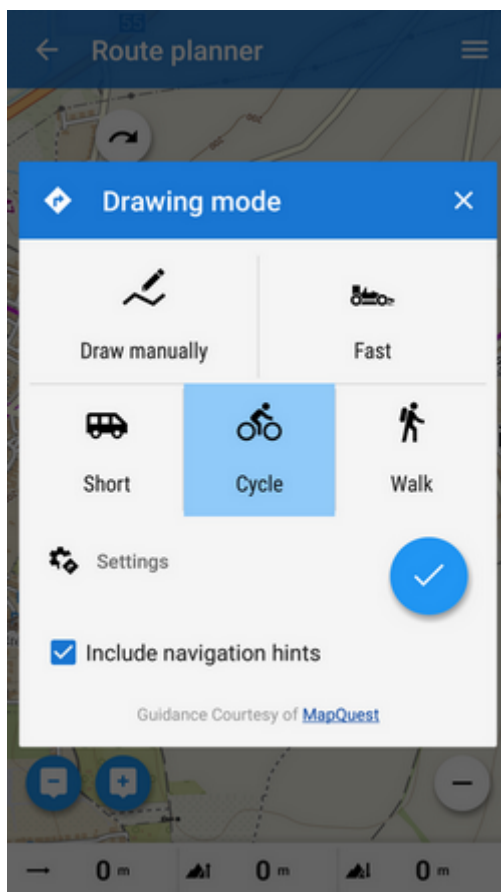 Route planner
Drawing mode
Draw manually
Fast
Short
Cycle
Walk
Settings
Include navigation hints
Guidance Courtesy of MapQuest
0 m 0 m 0 m